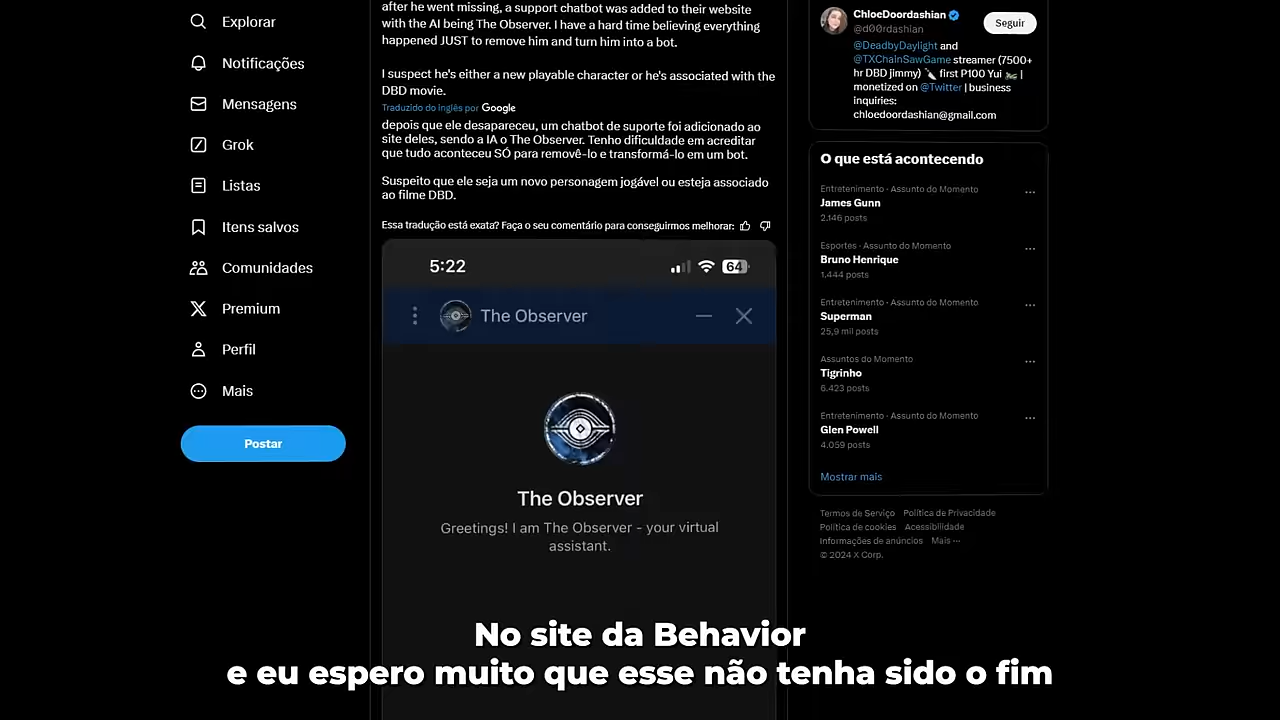 Explorar
Notificações
Mensagens
Grok
Listas
Itens salvos
Comunidades
Premium
Perfil
Mais
Postar
after he went missing, a support chatbot was added to their website
with the AI being The Observer. I have a hard time believing everything
happened JUST to remove him and turn him into a bot.
I suspect he's either a new playable character or he's associated with the
DBD movie.
Traduzido do inglês por Google
depois que ele desapareceu, um chatbot de suporte foi adicionado ao
site deles, sendo a IA o The Observer. Tenho dificuldade em acreditar
que tudo aconteceu SÓ para removê-lo e transformá-lo em um bot.
Suspeito que ele seja um novo personagem jogável ou esteja associado
ao filme DBD.
Essa tradução está exata? Faça o seu comentário para conseguirmos melhorar:
5:22
64
The Observer
The Observer
Greetings! I am The Observer - your virtual
assistant.
ChloeDoordashian
@d00rdashian
Seguir
@DeadbyDaylight and
@TXChainSawGame streamer (7500+
hr DBD jimmy) first P100 Yui |
monetized on @Twitter | business
inquiries:
chloedoordashian@gmail.com
O que está acontecendo
Entretenimento · Assunto do Momento
James Gunn
2.146 posts
Esportes · Assunto do Momento
Bruno Henrique
1.444 posts
Entretenimento · Assunto do Momento
Superman
25,9 mil posts
Assuntos do Momento
Tigrinho
6.423 posts
Entretenimento · Assunto do Momento
Glen Powell
4.059 posts
Mostrar mais
Termos de Serviço Política de Privacidade
Política de cookies Acessibilidade
Informações de anúncios Mais ···
© 2024 X Corp.
No site da Behavior
e eu espero muito que esse não tenha sido o fim